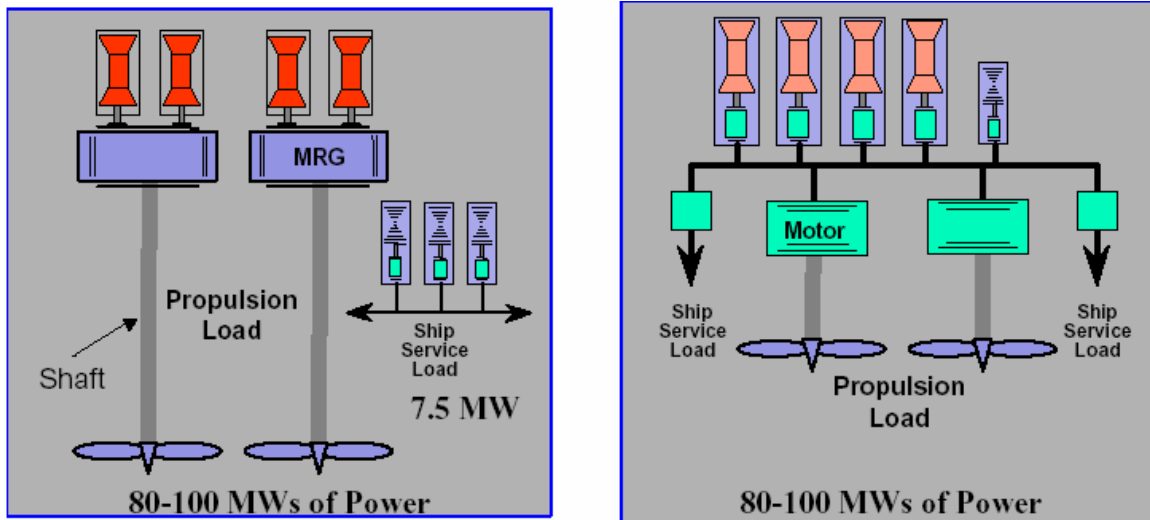 MRG
Propulsion
Load
Shaft
Ship
Service
Load
7.5 MW
80-100 MWs of Power
Motor
Ship
Service
Load
Ship
Service
Load
Propulsion
Load
80-100 MWs of Power